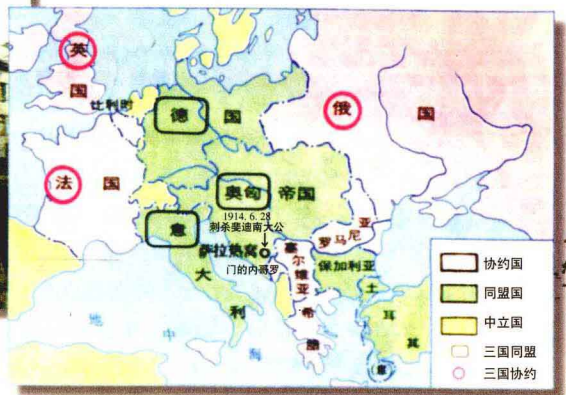 英国
比利时
德国
俄国
法国
奥匈帝国
1914. 6. 28
刺杀斐迪南大公
意大利
萨拉热窝
门的内哥罗
塞尔维亚
罗马尼亚
保加利亚
土耳其
希腊
意
地中海
协约国
同盟国
中立国
三国同盟
三国协约